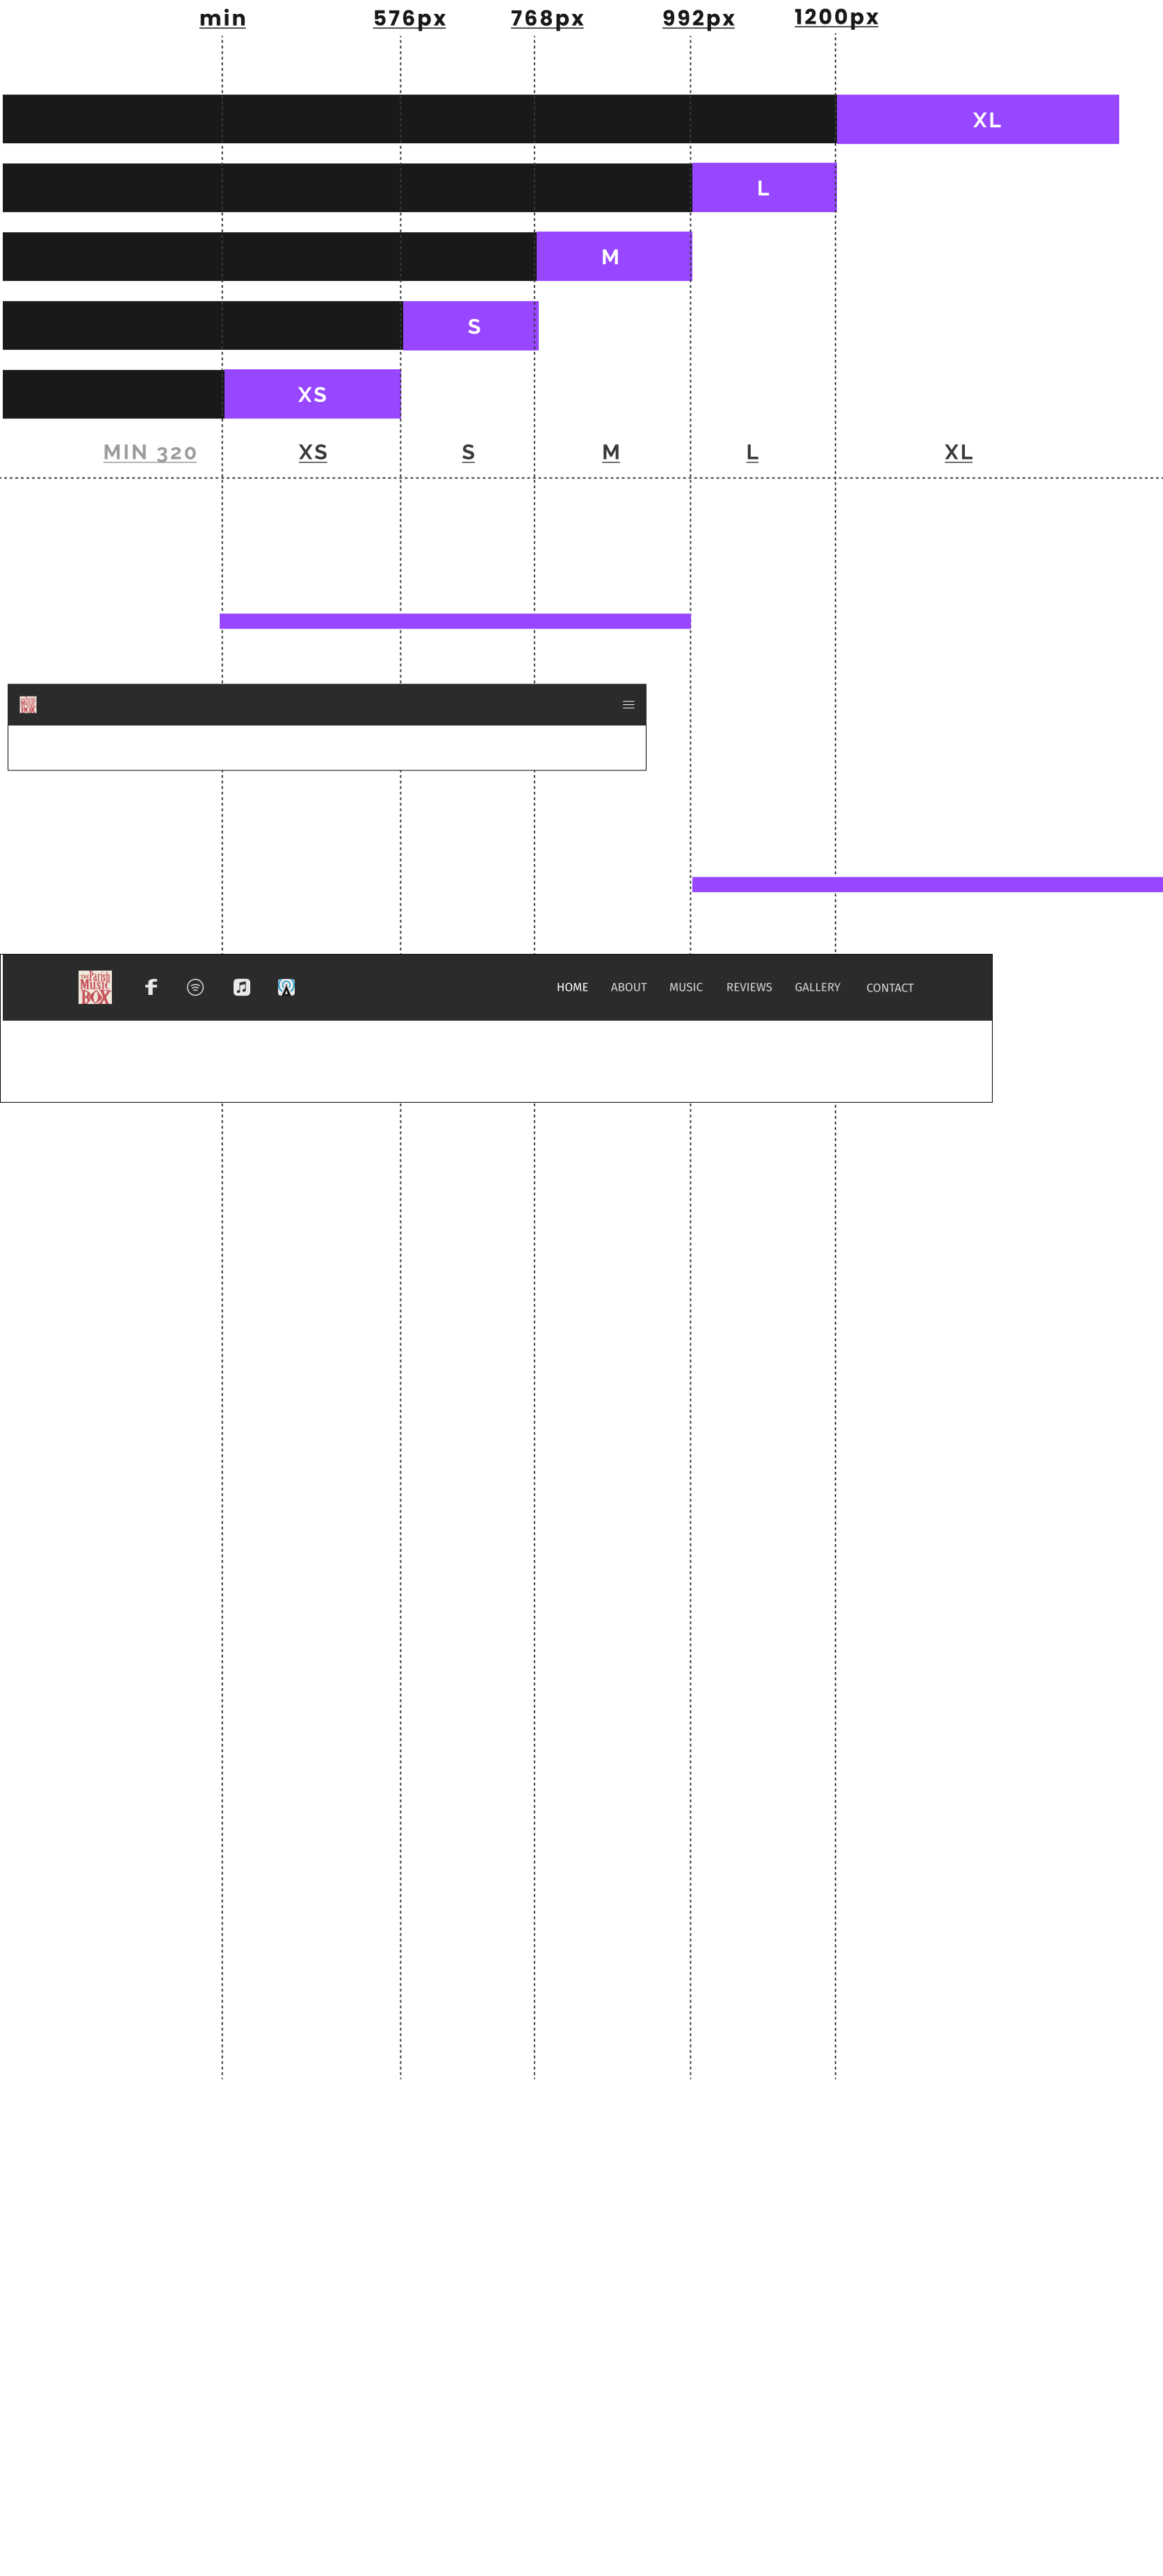 min 576px 768px 992px 1200px
XL
L
M
S
XS
MIN 320 XS S M L XL
THE Parish Music BOX
HOME ABOUT MUSIC REVIEWS GALLERY CONTACT